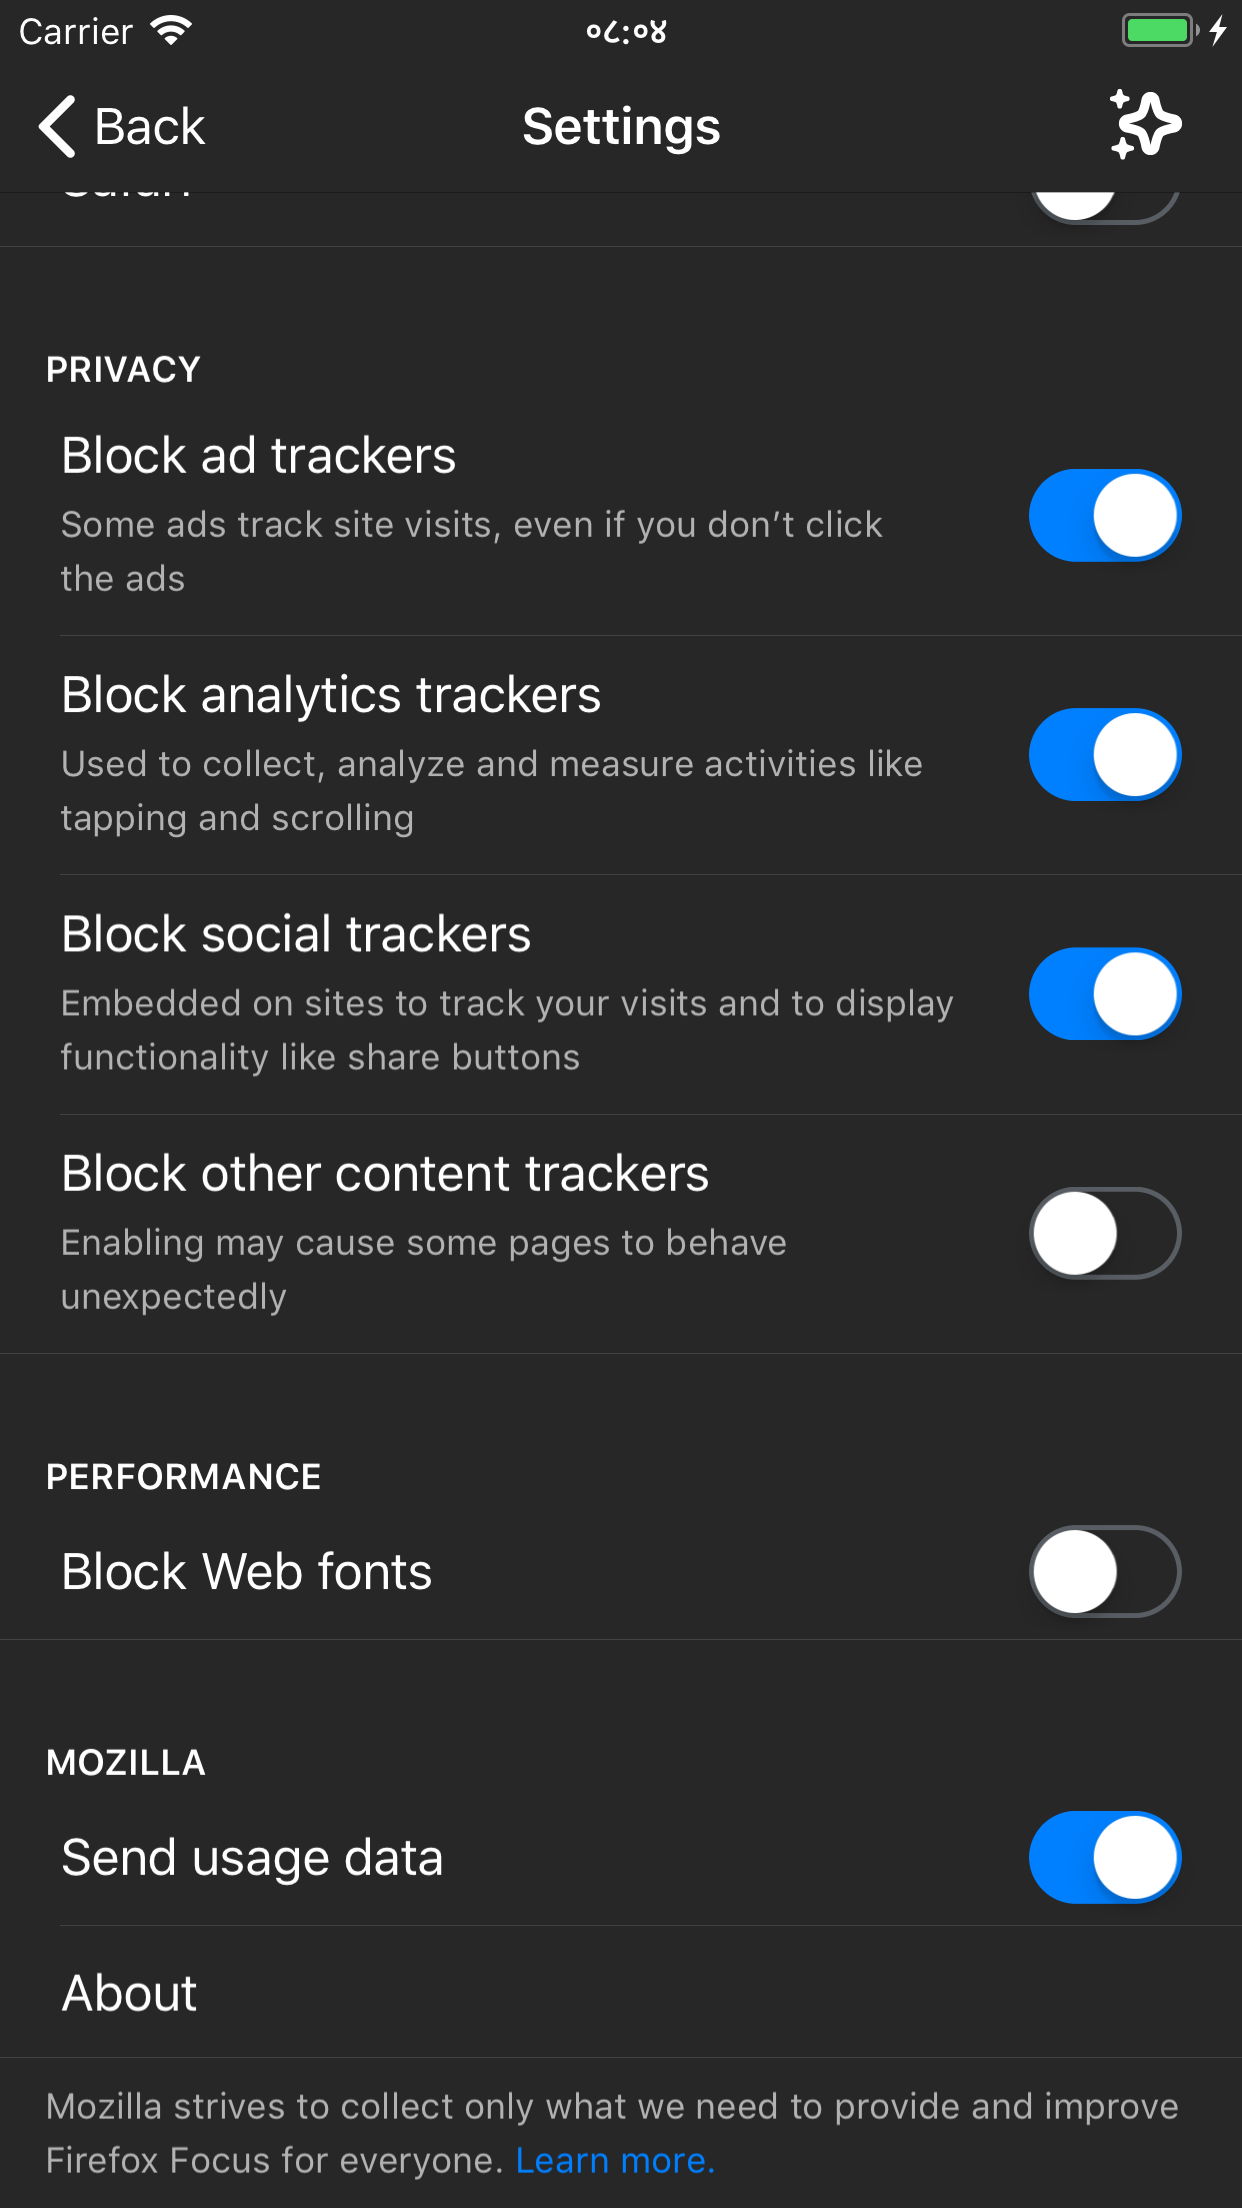 Carrier
०८:०४
Back
Settings
PRIVACY
Block ad trackers
Some ads track site visits, even if you don’t click
the ads
Block analytics trackers
Used to collect, analyze and measure activities like
tapping and scrolling
Block social trackers
Embedded on sites to track your visits and to display
functionality like share buttons
Block other content trackers
Enabling may cause some pages to behave
unexpectedly
PERFORMANCE
Block Web fonts
MOZILLA
Send usage data
About
Mozilla strives to collect only what we need to provide and improve
Firefox Focus for everyone. Learn more.